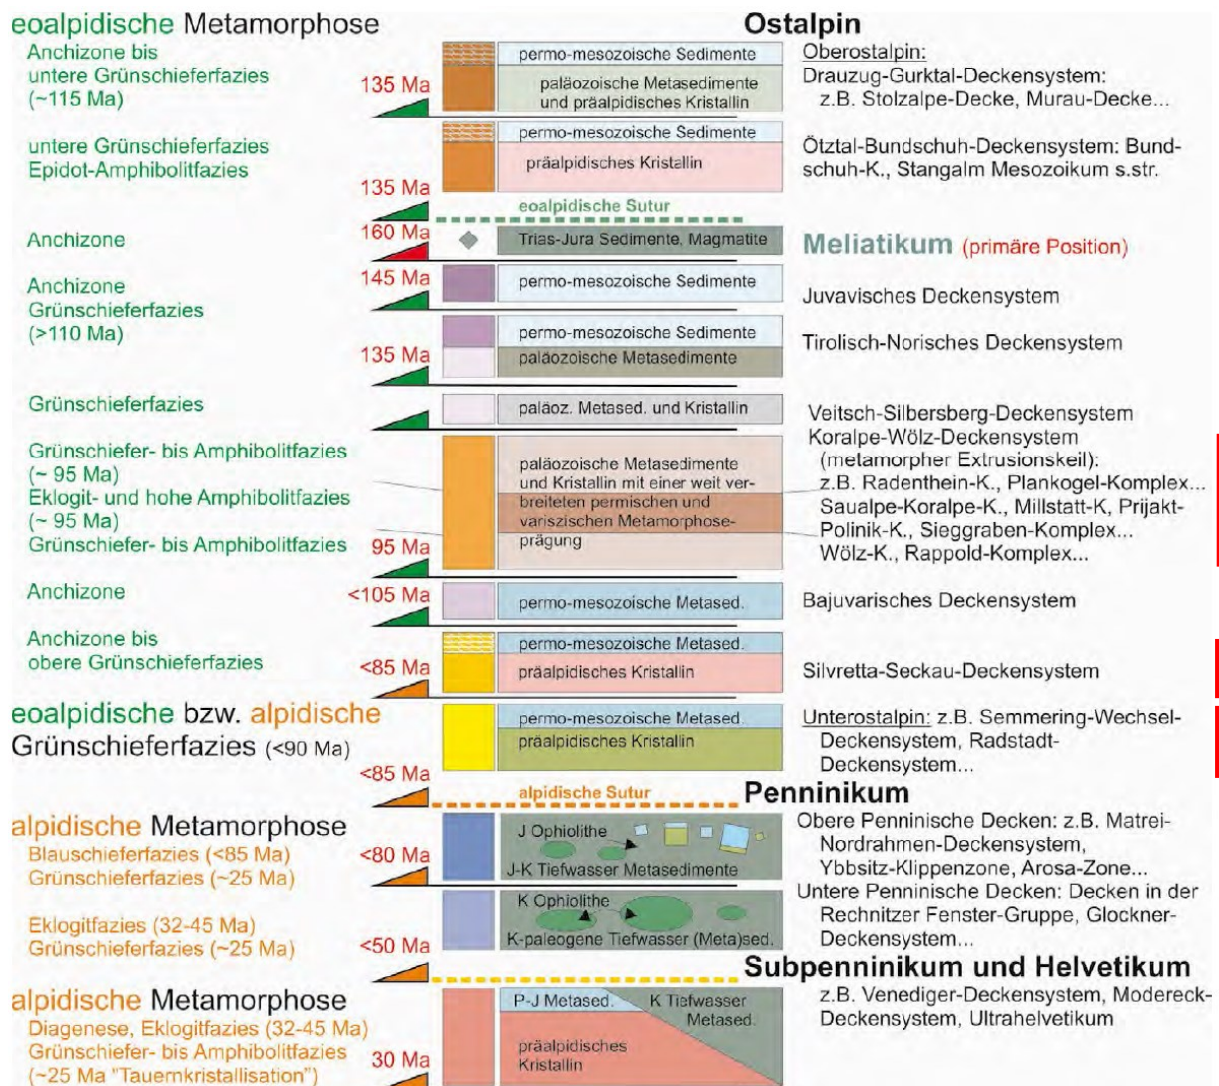 eoalpidische Metamorphose
Ostalpin
Anchizone bis
untere Grünschieferfazies
(~115 Ma)
135 Ma
permo-mesozoische Sedimente
paläozoische Metasedimente
und präalpidisches Kristallin
Oberostalpin:
Drauzug-Gurktal-Deckensystem:
z.B. Stolzalpe-Decke, Murau-Decke...
untere Grünschieferfazies
Epidot-Amphibolitfazies
135 Ma
permo-mesozoische Sedimente
präalpidisches Kristallin
Ötztal-Bundschuh-Deckensystem: Bund-
schuh-K., Stangalm Mesozoikum s.str.
eoalpidische Sutur
Anchizone
160 Ma
Trias-Jura Sedimente, Magmatite
Meliatikum (primäre Position)
Anchizone
Grünschieferfazies
(>110 Ma)
145 Ma
permo-mesozoische Sedimente
Juvavisches Deckensystem
135 Ma
permo-mesozoische Sedimente
paläozoische Metasedimente
Tirolisch-Norisches Deckensystem
Grünschieferfazies
paläoz. Metased. und Kristallin
Veitsch-Silbersberg-Deckensystem
Grünschiefer- bis Amphibolitfazies
(~ 95 Ma)
Eklogit- und hohe Amphibolitfazies
(~ 95 Ma)
Grünschiefer- bis Amphibolitfazies
95 Ma
paläozoische Metasedimente
und Kristallin mit einer weit ver-
breiteten permischen und
variszischen Metamorphose-
prägung
Koralpe-Wölz-Deckensystem
(metamorpher Extrusionskeil):
z.B. Radenthein-K., Plankogel-Komplex...
Saualpe-Koralpe-K., Millstatt-K, Prijakt-
Polinik-K., Sieggraben-Komplex...
Wölz-K., Rappold-Komplex...
Anchizone
<105 Ma
permo-mesozoische Metased.
Bajuvarisches Deckensystem
Anchizone bis
obere Grünschieferfazies
<85 Ma
permo-mesozoische Metased.
präalpidisches Kristallin
Silvretta-Seckau-Deckensystem
eoalpidische bzw. alpidische
Grünschieferfazies (<90 Ma)
<85 Ma
permo-mesozoische Metased.
präalpidisches Kristallin
Unterostalpin: z.B. Semmering-Wechsel-
Deckensystem, Radstadt-
Deckensystem...
alpidische Sutur
Penninikum
alpidische Metamorphose
Blauschieferfazies (<85 Ma)
Grünschieferfazies (~25 Ma)
<80 Ma
J Ophiolithe
J-K Tiefwasser Metasedimente
Obere Penninische Decken: z.B. Matrei-
Nordrahmen-Deckensystem,
Ybbsitz-Klippenzone, Arosa-Zone...
Eklogitfazies (32-45 Ma)
Grünschieferfazies (~25 Ma)
<50 Ma
K Ophiolithe
K-paleogene Tiefwasser (Meta)sed.
Untere Penninische Decken: Decken in der
Rechnitzer Fenster-Gruppe, Glockner-
Deckensystem...
Subpenninikum und Helvetikum
alpidische Metamorphose
Diagenese, Eklogitfazies (32-45 Ma)
Grünschiefer- bis Amphibolitfazies
(~25 Ma "Tauernkristallisation")
30 Ma
P-J Metased.
K Tiefwasser
Metased.
präalpidisches
Kristallin
z.B. Venediger-Deckensystem, Modereck-
Deckensystem, Ultrahelvetikum